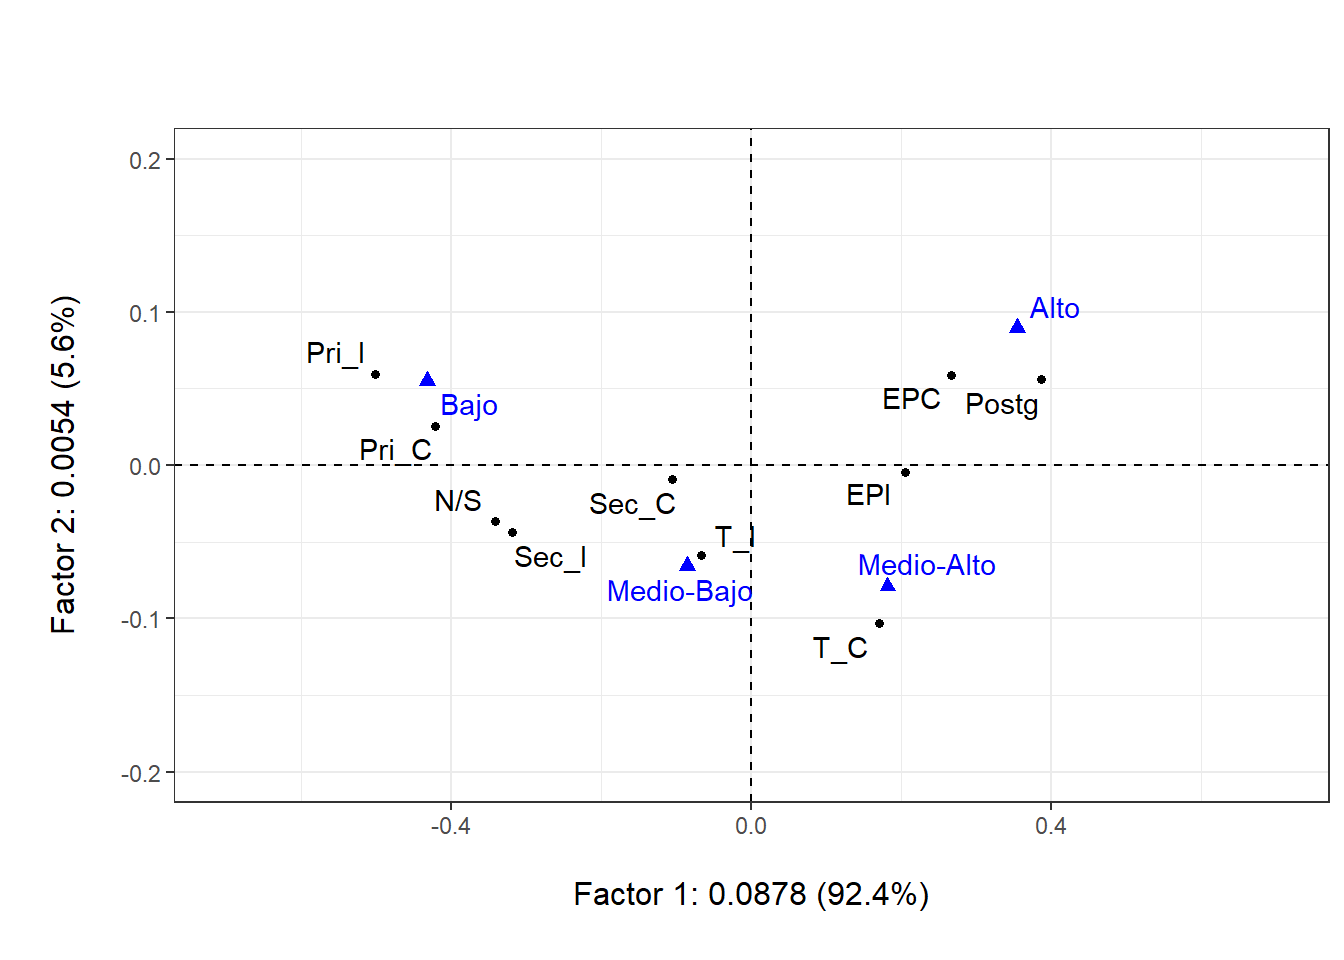 0.2
0.1
0.0
-0.1
-0.2
Factor 2: 0.0054 (5.6%)
Alto
Pri_I
Bajo
EPC
Postg
Pri_C
N/S
Sec_C
EPI
Sec_I
T_I
Medio-Alto
Medio-Bajo
T_C
-0.4
0.0
0.4
Factor 1: 0.0878 (92.4%)